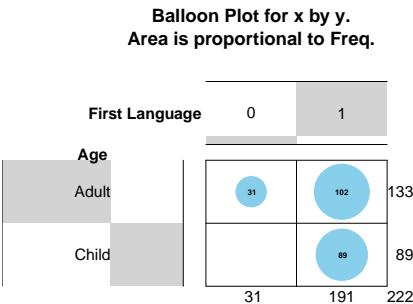 Balloon Plot for x by y.
Area is proportional to Freq.
First Language 0 1
Age
Adult 31 102 133
Child 89 89
31 191 222